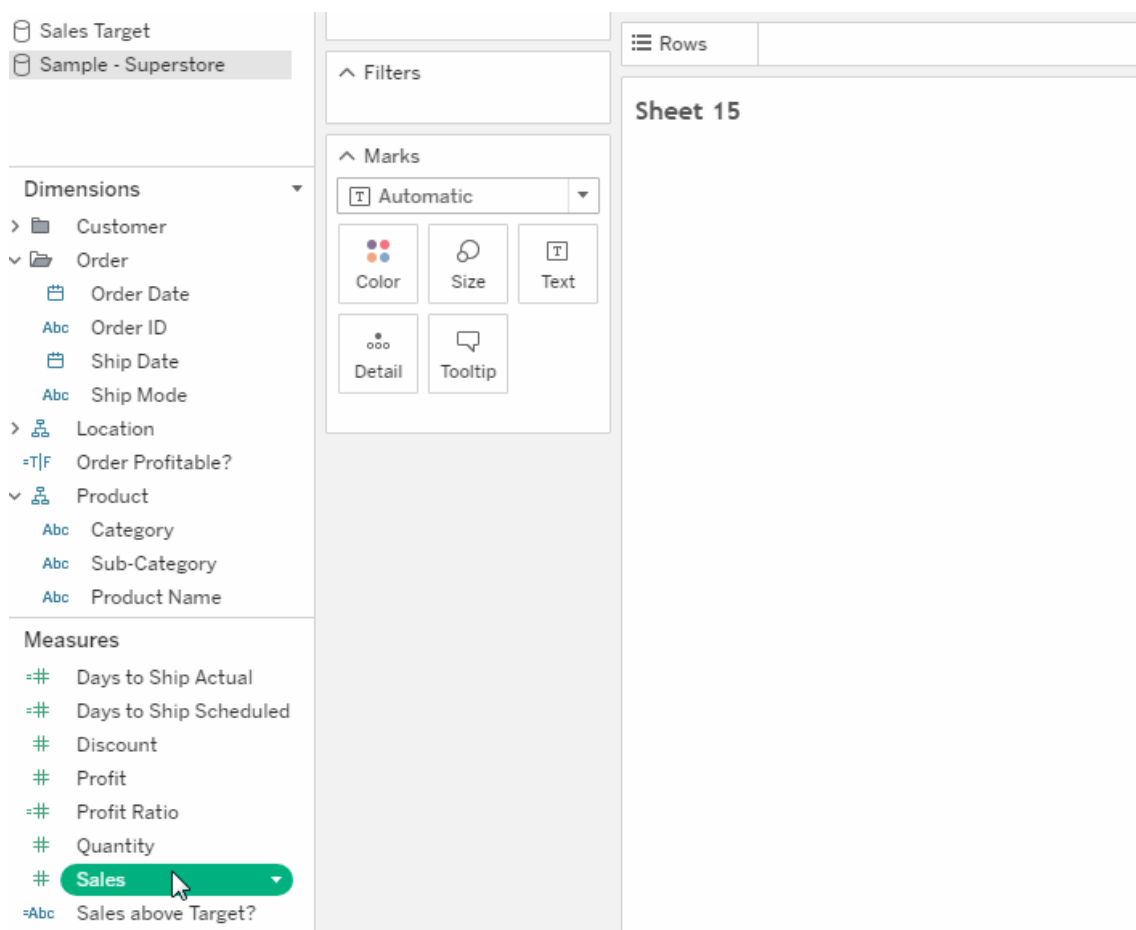 Sales Target
Sample - Superstore
Dimensions
Customer
Order
Order Date
Abc Order ID
Ship Date
Abc Ship Mode
Location
=T|F Order Profitable?
Product
Abc Category
Abc Sub-Category
Abc Product Name
Measures
=# Days to Ship Actual
=# Days to Ship Scheduled
# Discount
# Profit
=# Profit Ratio
# Quantity
# Sales
=Abc Sales above Target?
Filters
Marks
T Automatic
Color Size T Text
Detail Tooltip
Rows
Sheet 15